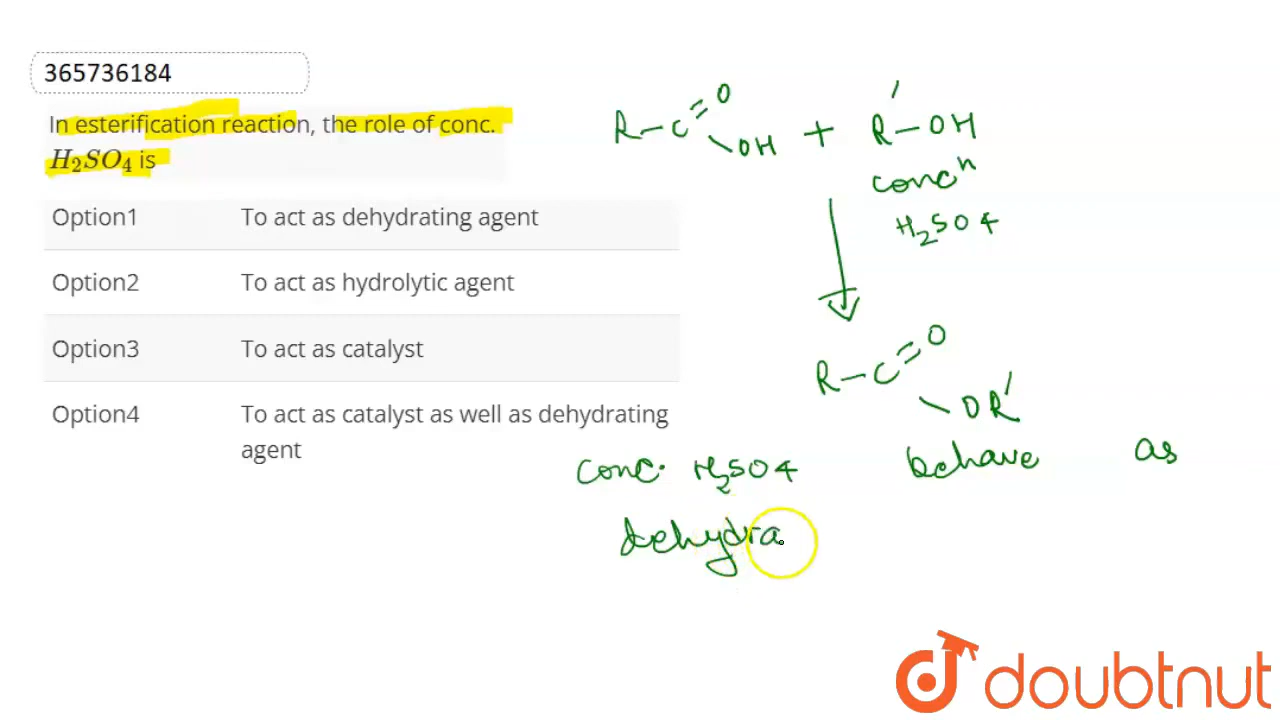 365736184
In esterification reaction, the role of conc.
H₂SO₄ is
Option1 To act as dehydrating agent
Option2 To act as hydrolytic agent
Option3 To act as catalyst
Option4 To act as catalyst as well as dehydrating
agent
R-C=O
OH + R'-OH
concⁿ
H₂SO4
R-C=O
OR'
conc. H₂SO4 behave as
dehydra
doubtnut